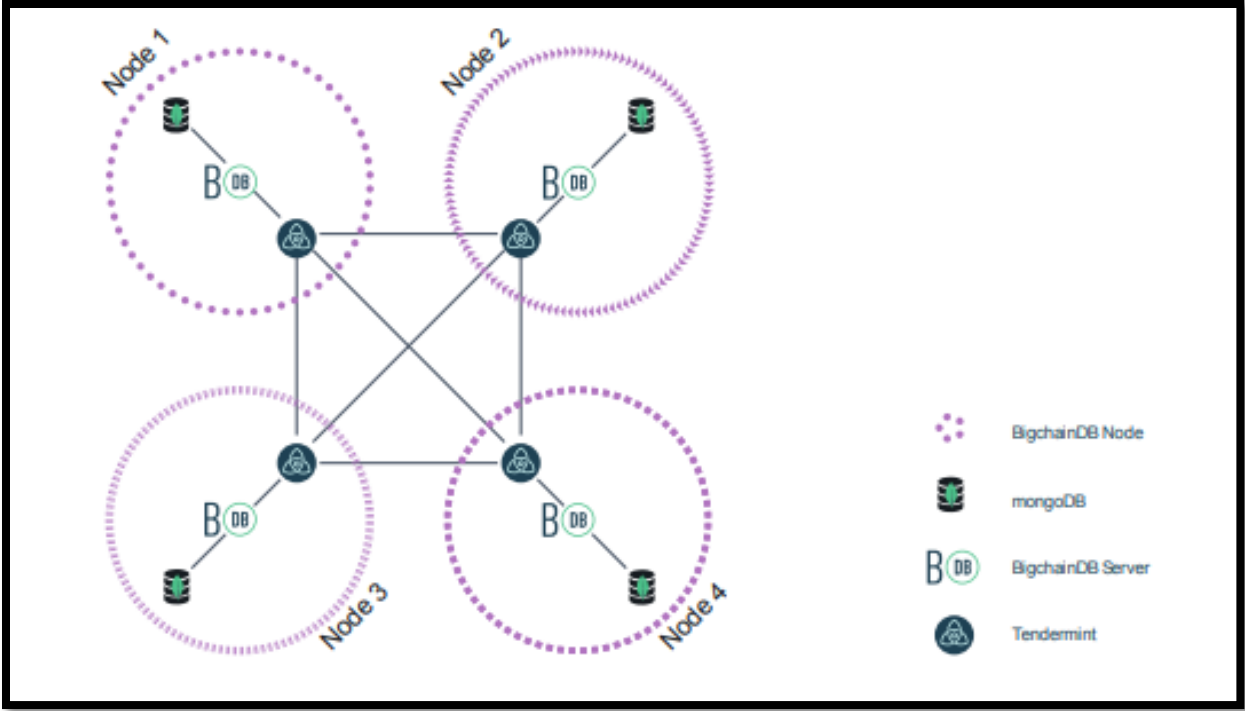 Node 1
Node 2
B DB
B DB
B DB
B DB
Node 3
Node 4
BigchainDB Node
mongoDB
B DB BigchainDB Server
Tendermint